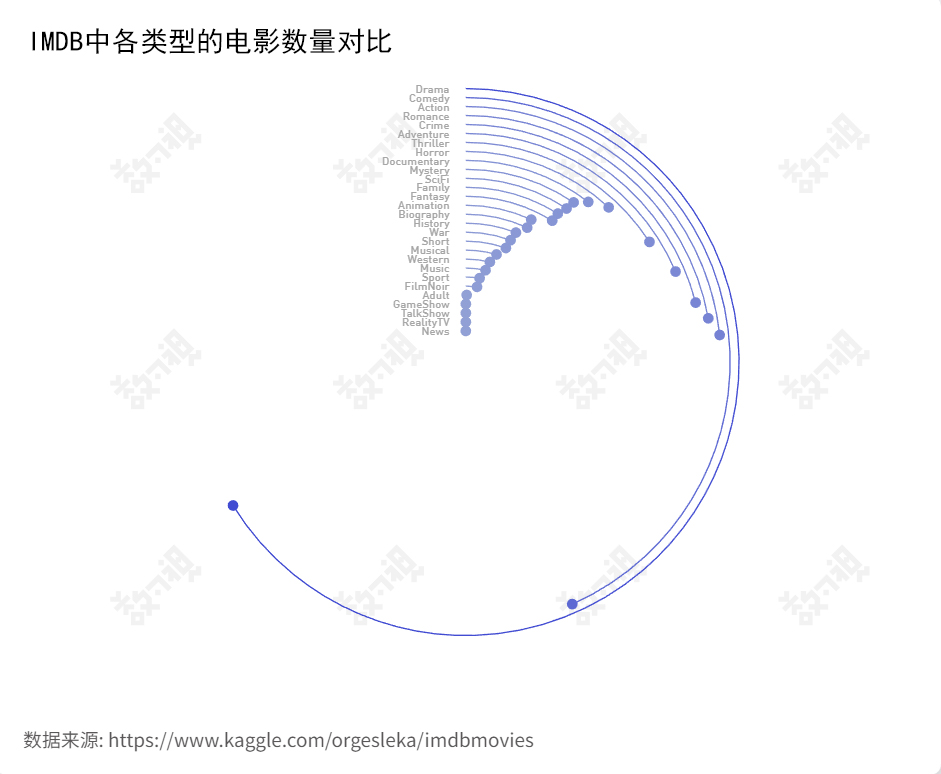 IMDB中各类型的电影数量对比
Drama
Comedy
Action
Romance
Crime
Adventure
Thriller
Horror
Documentary
Mystery
SciFi
Family
Fantasy
Animation
Biography
History
War
Short
Musical
Western
Music
Sport
FilmNoir
Adult
GameShow
TalkShow
RealityTV
News
数据来源: https://www.kaggle.com/orgesleka/imdbmovies